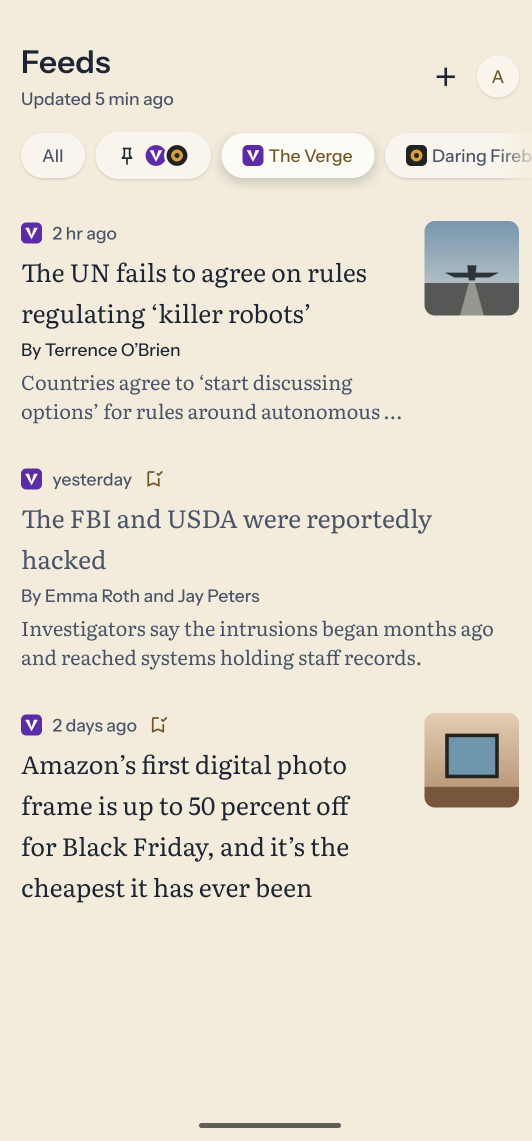 Feeds
Updated 5 min ago
A
All
The Verge
Daring Fireb
2 hr ago
The UN fails to agree on rules
regulating ‘killer robots’
By Terrence O’Brien
Countries agree to ‘start discussing
options’ for rules around autonomous …
yesterday
The FBI and USDA were reportedly
hacked
By Emma Roth and Jay Peters
Investigators say the intrusions began months ago
and reached systems holding staff records.
2 days ago
Amazon’s first digital photo
frame is up to 50 percent off
for Black Friday, and it’s the
cheapest it has ever been